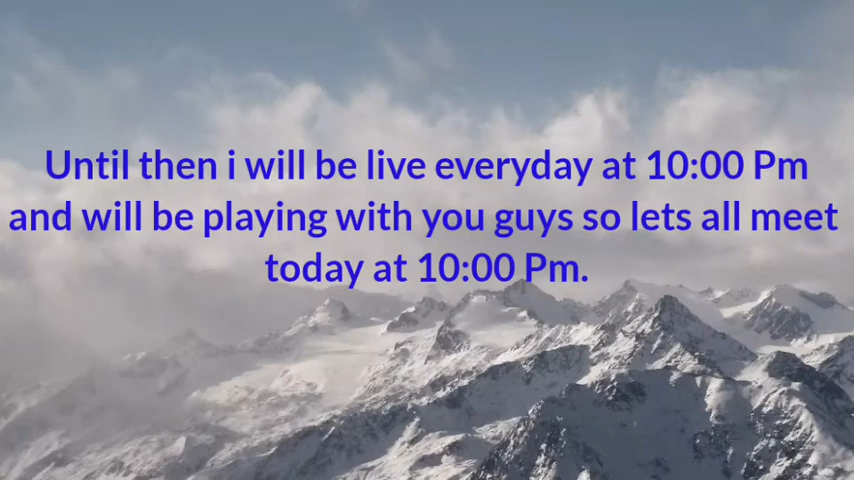 Until then i will be live everyday at 10:00 Pm
and will be playing with you guys so lets all meet
today at 10:00 Pm.